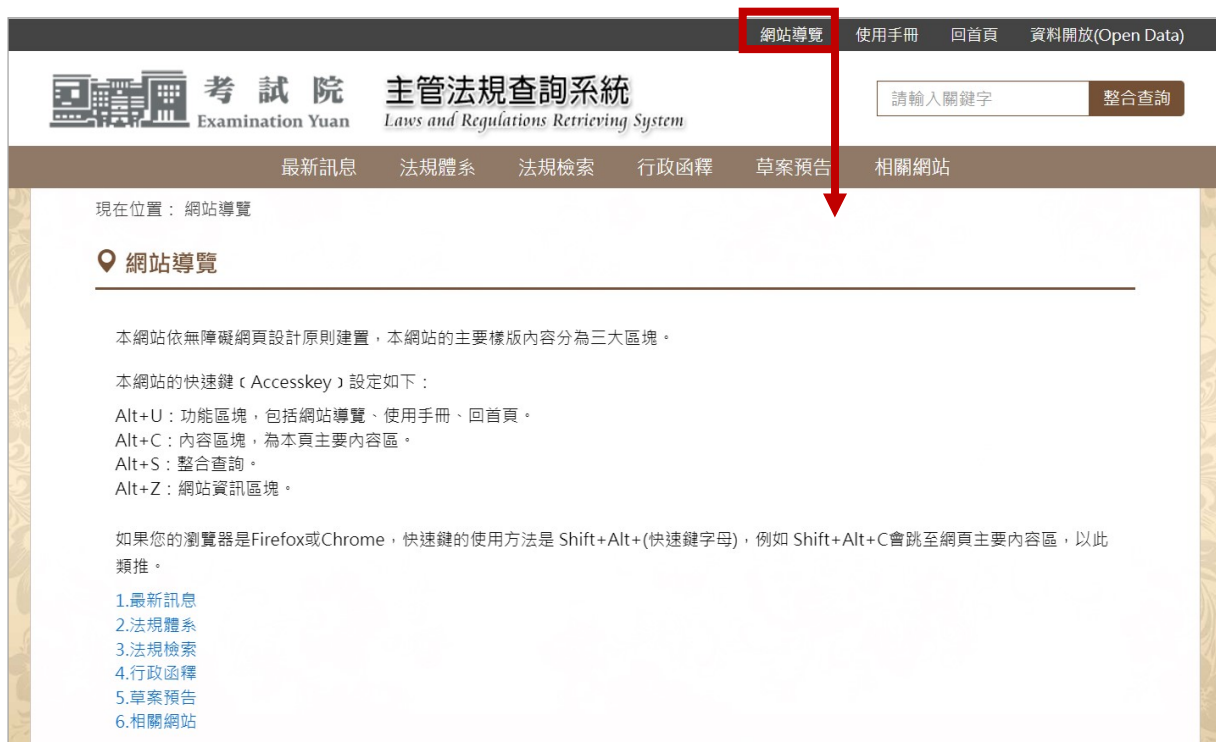 網站導覽 使用手冊 回首頁 資料開放(Open Data)
考試院 主管法規查詢系統
Examination Yuan Laws and Regulations Retrieving System
請輸入關鍵字 整合查詢
最新訊息 法規體系 法規檢索 行政函釋 草案預告 相關網站
現在位置： 網站導覽
網站導覽
本網站依無障礙網頁設計原則建置，本網站的主要樣版內容分為三大區塊。
本網站的快速鍵﹝Accesskey﹞設定如下：
Alt+U：功能區塊，包括網站導覽、使用手冊、回首頁。
Alt+C：內容區塊，為本頁主要內容區。
Alt+S：整合查詢。
Alt+Z：網站資訊區塊。
如果您的瀏覽器是Firefox或Chrome，快速鍵的使用方法是 Shift+Alt+(快速鍵字母)，例如 Shift+Alt+C會跳至網頁主要內容區，以此
類推。
1.最新訊息
2.法規體系
3.法規檢索
4.行政函釋
5.草案預告
6.相關網站